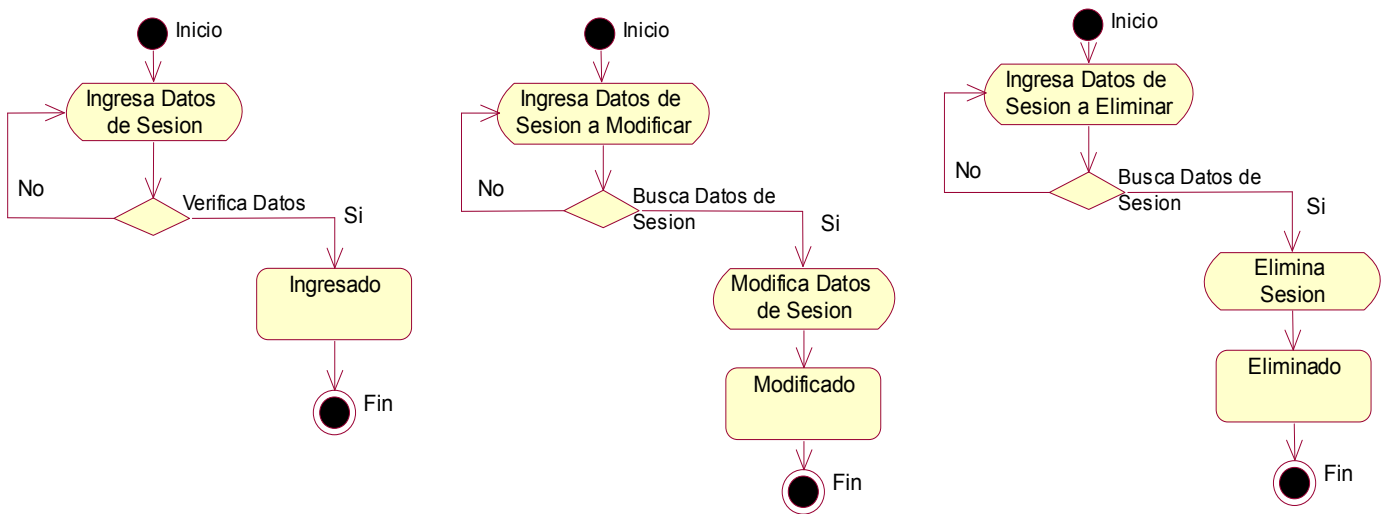 Inicio
Ingresa Datos
de Sesion
No
Verifica Datos
Si
Ingresado
Fin
Inicio
Ingresa Datos de
Sesion a Modificar
No
Busca Datos de
Sesion
Si
Modifica Datos
de Sesion
Modificado
Fin
Inicio
Ingresa Datos de
Sesion a Eliminar
No
Busca Datos de
Sesion
Si
Elimina
Sesion
Eliminado
Fin